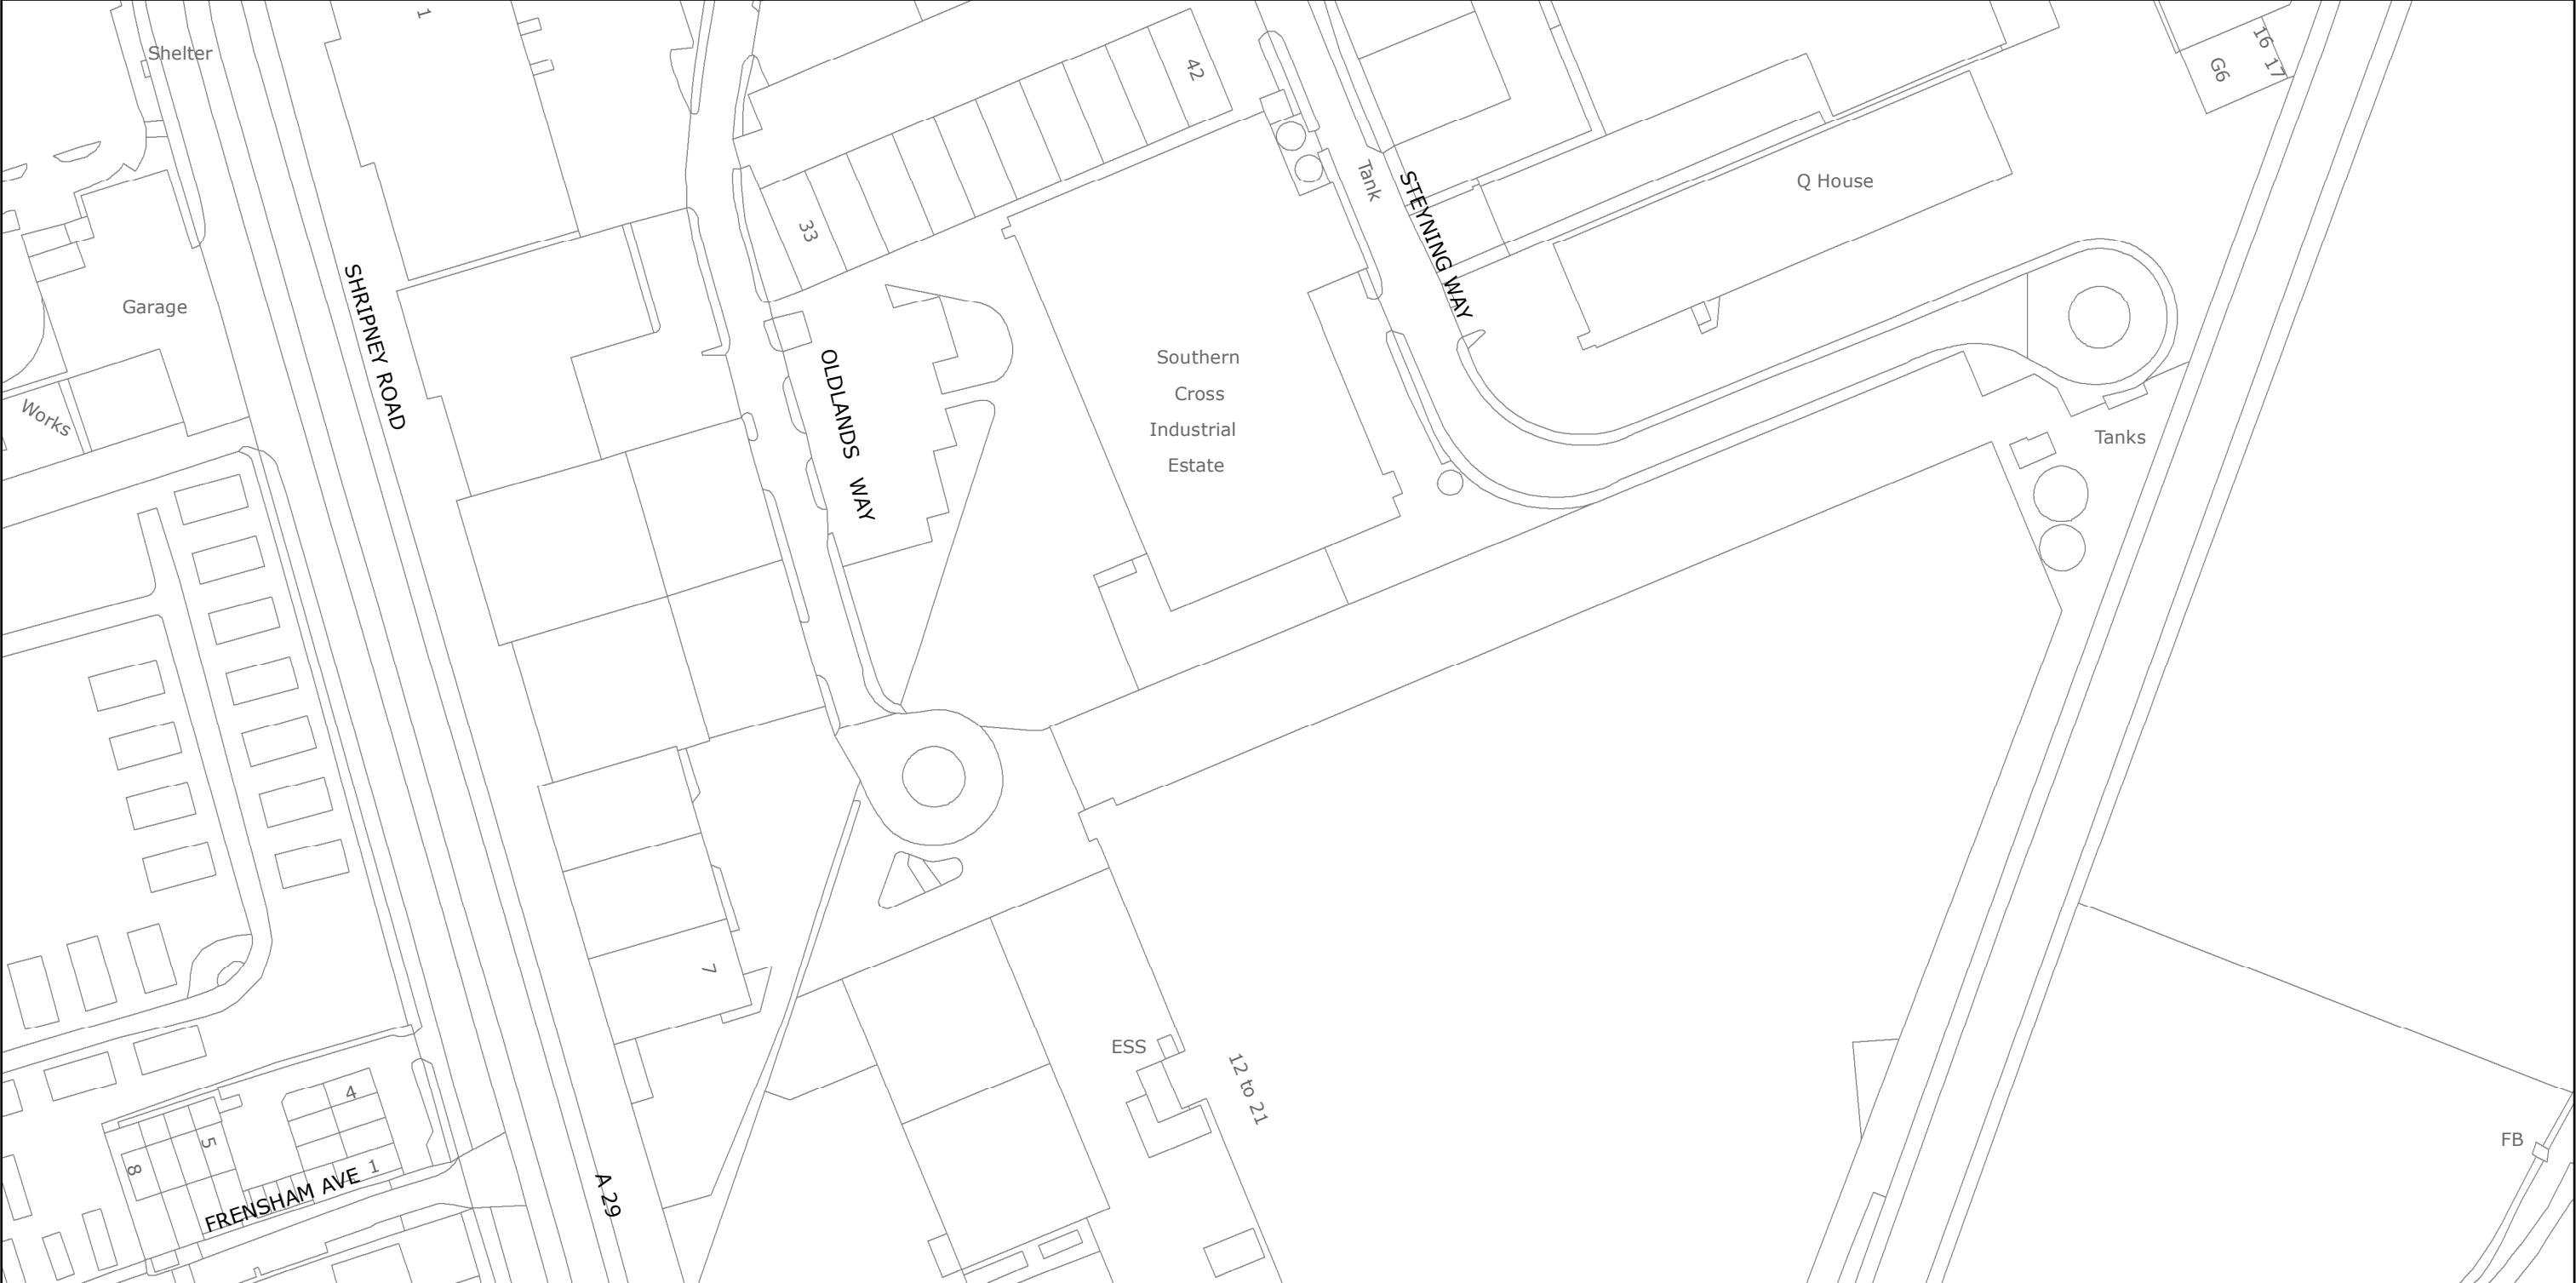 1
Shelter
42
16
17
G6
Tank
STEYNING WAY
Q House
33
Garage
SHRIPNEY ROAD
Works
OLDLANDS WAY
Southern
Cross
Industrial
Estate
Tanks
7
ESS
12 to 21
4
5
8
1
FRENSHAM AVE
A 29
FB